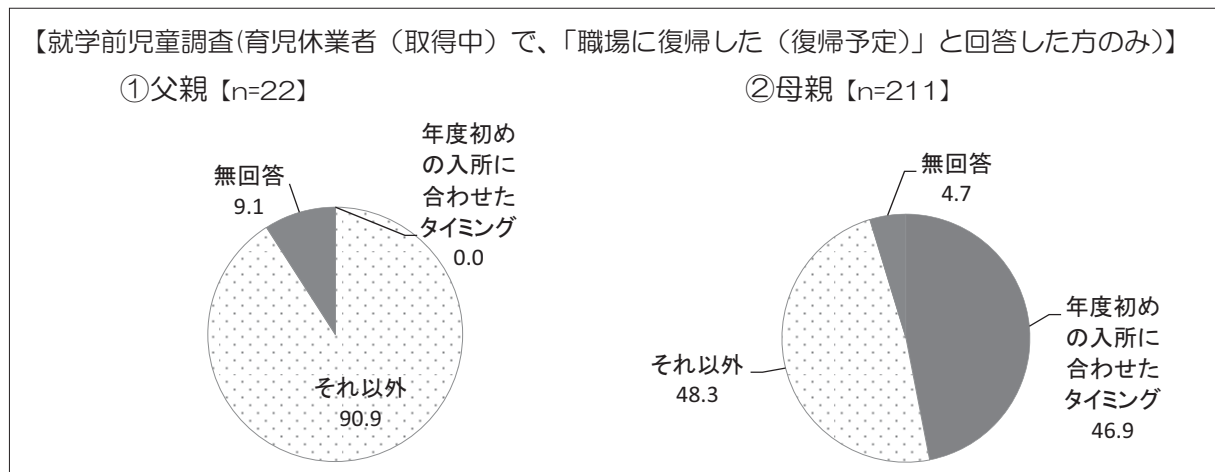 【就学前児童調査(育児休業者（取得中）で、「職場に復帰した（復帰予定）」と回答した方のみ)】
①父親【n=22】
年度初め
の入所に
合わせた
タイミング
0.0
無回答
9.1
それ以外
90.9
②母親【n=211】
無回答
4.7
それ以外
48.3
年度初め
の入所に
合わせた
タイミング
46.9